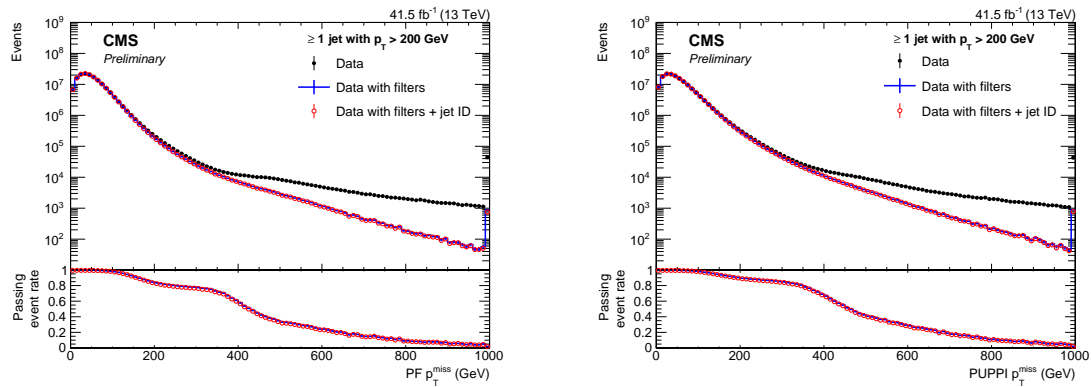 41.5 fb⁻¹ (13 TeV)
CMS
Preliminary
≥ 1 jet with p_T > 200 GeV
Data
Data with filters
Data with filters + jet ID
Events
10⁹
10⁸
10⁷
10⁶
10⁵
10⁴
10³
10²
Passing
event rate
1
0.8
0.6
0.4
0.2
0
0 200 400 600 800 1000
PF p_T^miss (GeV)
41.5 fb⁻¹ (13 TeV)
CMS
Preliminary
≥ 1 jet with p_T > 200 GeV
Data
Data with filters
Data with filters + jet ID
Events
10⁹
10⁸
10⁷
10⁶
10⁵
10⁴
10³
10²
Passing
event rate
1
0.8
0.6
0.4
0.2
0
0 200 400 600 800 1000
PUPPI p_T^miss (GeV)